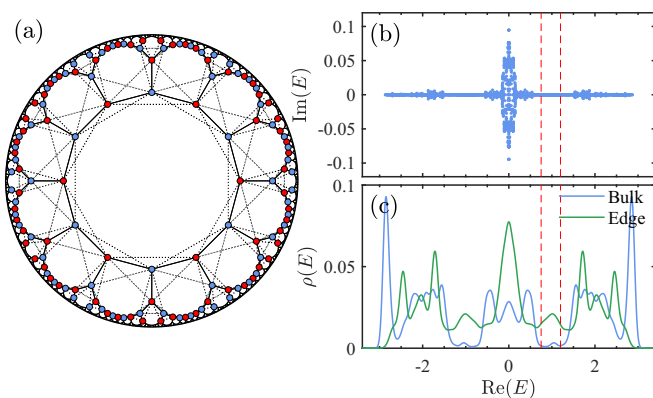 (a)
(b)
Im(E)
0.1
0.05
0
-0.05
-0.1
(c)
Bulk
Edge
ρ(E)
0.1
0.05
0
-2
0
2
Re(E)